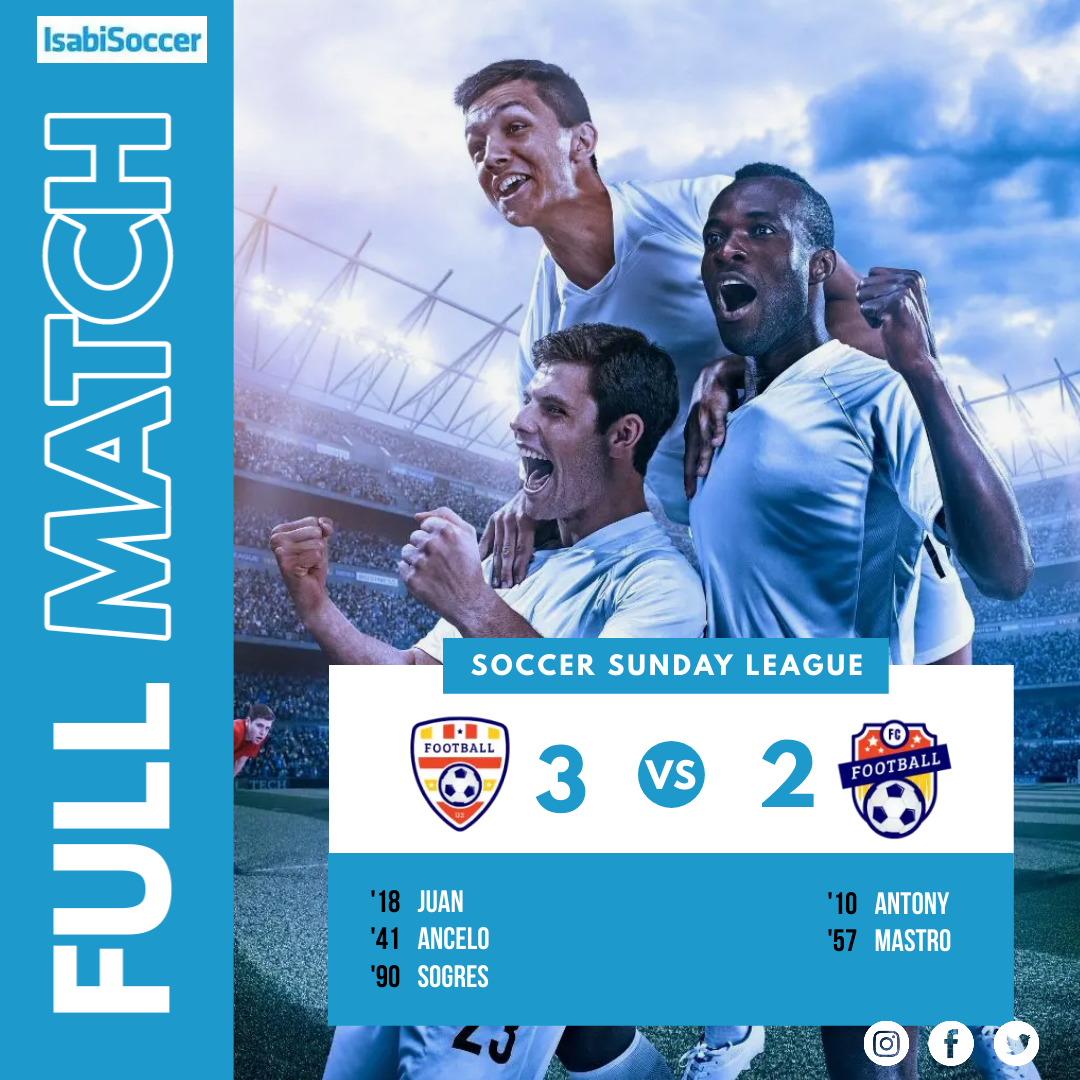 IsabiSoccer
FULL MATCH
SOCCER SUNDAY LEAGUE
FOOTBALL
3
VS
2
FC
FOOTBALL
'18 JUAN
'41 ANCELO
'90 SOGRES
'10 ANTONY
'57 MASTRO
23